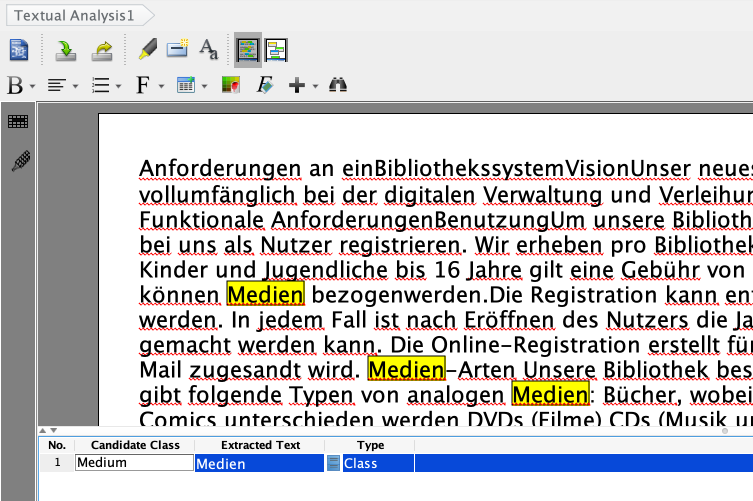 Textual Analysis1
B F
Anforderungen an einBibliothekssystemVisionUnser neues
vollumfänglich bei der digitalen Verwaltung und Verleihur
Funktionale AnforderungenBenutzungUm unsere Biblioth
bei uns als Nutzer registrieren. Wir erheben pro Bibliothek
Kinder und Jugendliche bis 16 Jahre gilt eine Gebühr von
können Medien bezogenwerden.Die Registration kann ent
werden. In jedem Fall ist nach Eröffnen des Nutzers die Ja
gemacht werden kann. Die Online-Registration erstellt für
Mail zugesandt wird. Medien-Arten Unsere Bibliothek bes
gibt folgende Typen von analogen Medien: Bücher, wobei
Comics unterschieden werden DVDs (Filme) CDs (Musik u
No. Candidate Class Extracted Text Type
1 Medium Medien Class